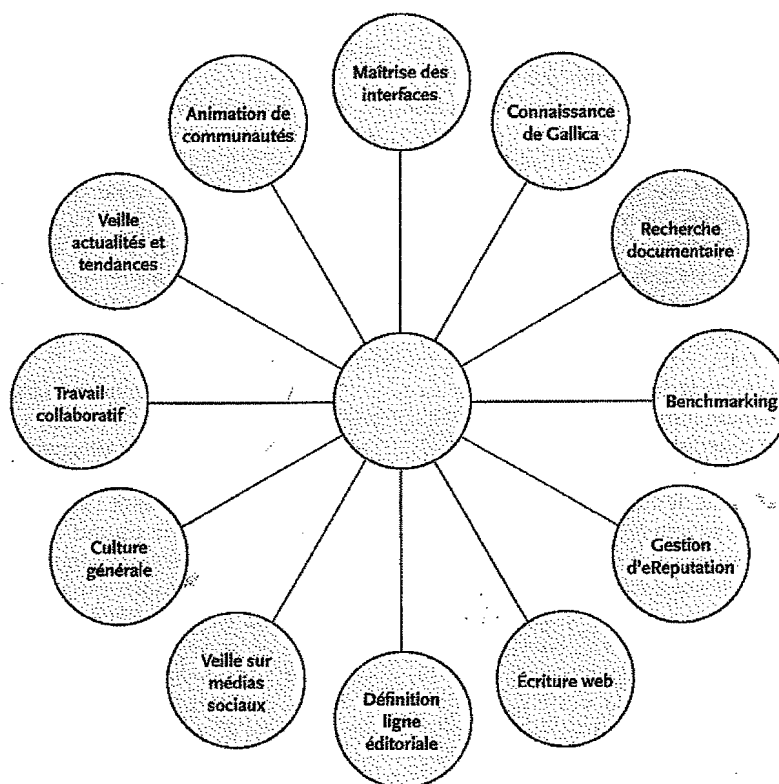 Maîtrise des
interfaces
Connaissance
de Gallica
Recherche
documentaire
Benchmarking
Gestion
d'eReputation
Écriture web
Définition
ligne
éditoriale
Veille sur
médias
sociaux
Culture
générale
Travail
collaboratif
Veille
actualités et
tendances
Animation de
communautés